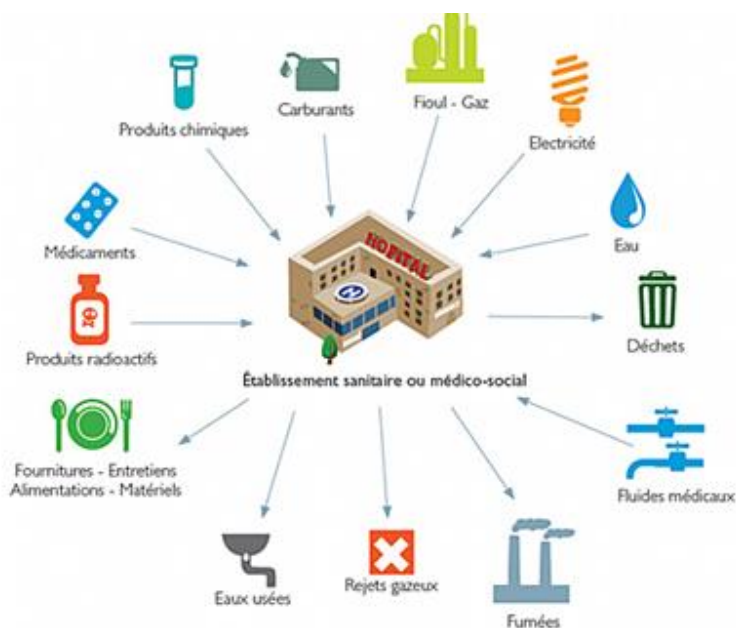 Fioul - Gaz
Carburants
Produits chimiques
Electricité
HOPITAL
H
Médicaments
Eau
Produits radioactifs
Déchets
Établissement sanitaire ou médico-social
Fournitures - Entretiens
Alimentations - Matériels
Fluides médicaux
Eaux usées
Rejets gazeux
Fumées